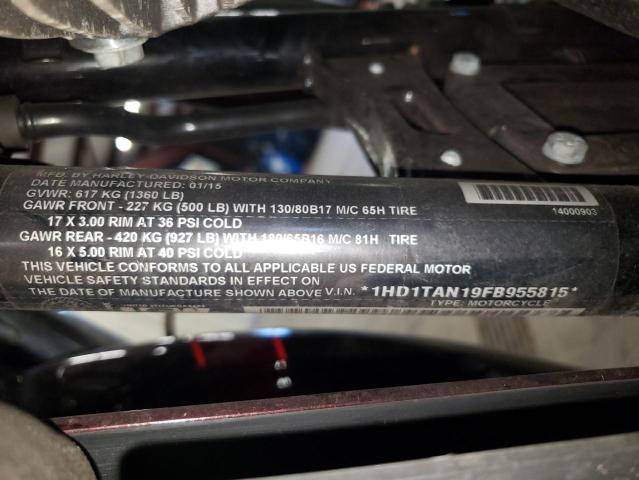 MFG. BY HARLEY-DAVIDSON MOTOR COMPANY
DATE MANUFACTURED: 01/15
GVWR: 617 KG (1360 LB)
GAWR FRONT - 227 KG (500 LB) WITH 130/80B17 M/C 65H TIRE
17 X 3.00 RIM AT 36 PSI COLD
GAWR REAR - 420 KG (927 LB) WITH 180/65B16 M/C 81H TIRE
16 X 5.00 RIM AT 40 PSI COLD
THIS VEHICLE CONFORMS TO ALL APPLICABLE US FEDERAL MOTOR
VEHICLE SAFETY STANDARDS IN EFFECT ON
THE DATE OF MANUFACTURE SHOWN ABOVE V.I.N. *1HD1TAN19FB955815*
TYPE: MOTORCYCLE
14000903